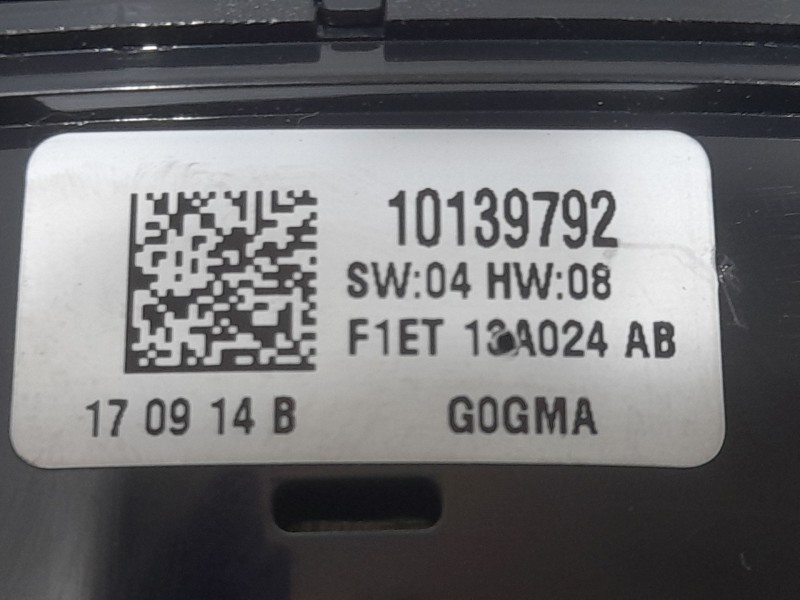 10139792
SW:04 HW:08
F1ET 13A024 AB
17 09 14 B G0GMA